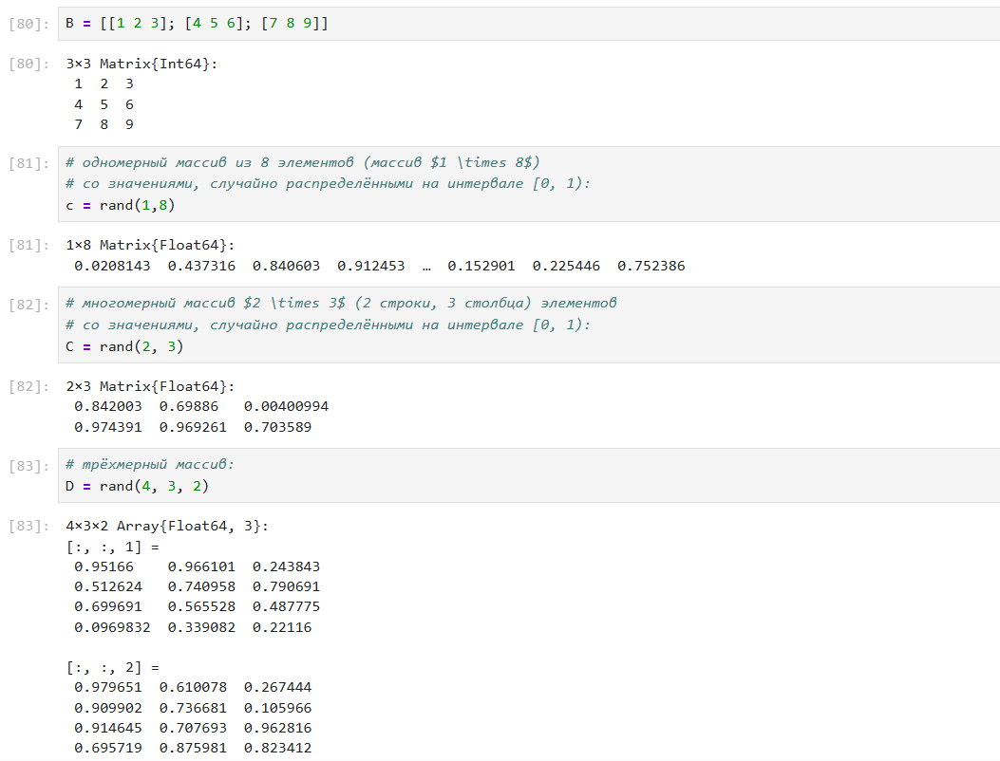 [80]: B = [[1 2 3]; [4 5 6]; [7 8 9]]
[80]: 3×3 Matrix{Int64}:
1 2 3
4 5 6
7 8 9
[81]: # одномерный массив из 8 элементов (массив $1 \times 8$)
# со значениями, случайно распределёнными на интервале [0, 1):
c = rand(1,8)
[81]: 1×8 Matrix{Float64}:
0.0208143 0.437316 0.840603 0.912453 … 0.152901 0.225446 0.752386
[82]: # многомерный массив $2 \times 3$ (2 строки, 3 столбца) элементов
# со значениями, случайно распределёнными на интервале [0, 1):
C = rand(2, 3)
[82]: 2×3 Matrix{Float64}:
0.842003 0.69886 0.00400994
0.974391 0.969261 0.703589
[83]: # трёхмерный массив:
D = rand(4, 3, 2)
[83]: 4×3×2 Array{Float64, 3}:
[:, :, 1] =
0.95166 0.966101 0.243843
0.512624 0.740958 0.790691
0.699691 0.565528 0.487775
0.0969832 0.339082 0.22116
[:, :, 2] =
0.979651 0.610078 0.267444
0.909902 0.736681 0.105966
0.914645 0.707693 0.962816
0.695719 0.875981 0.823412